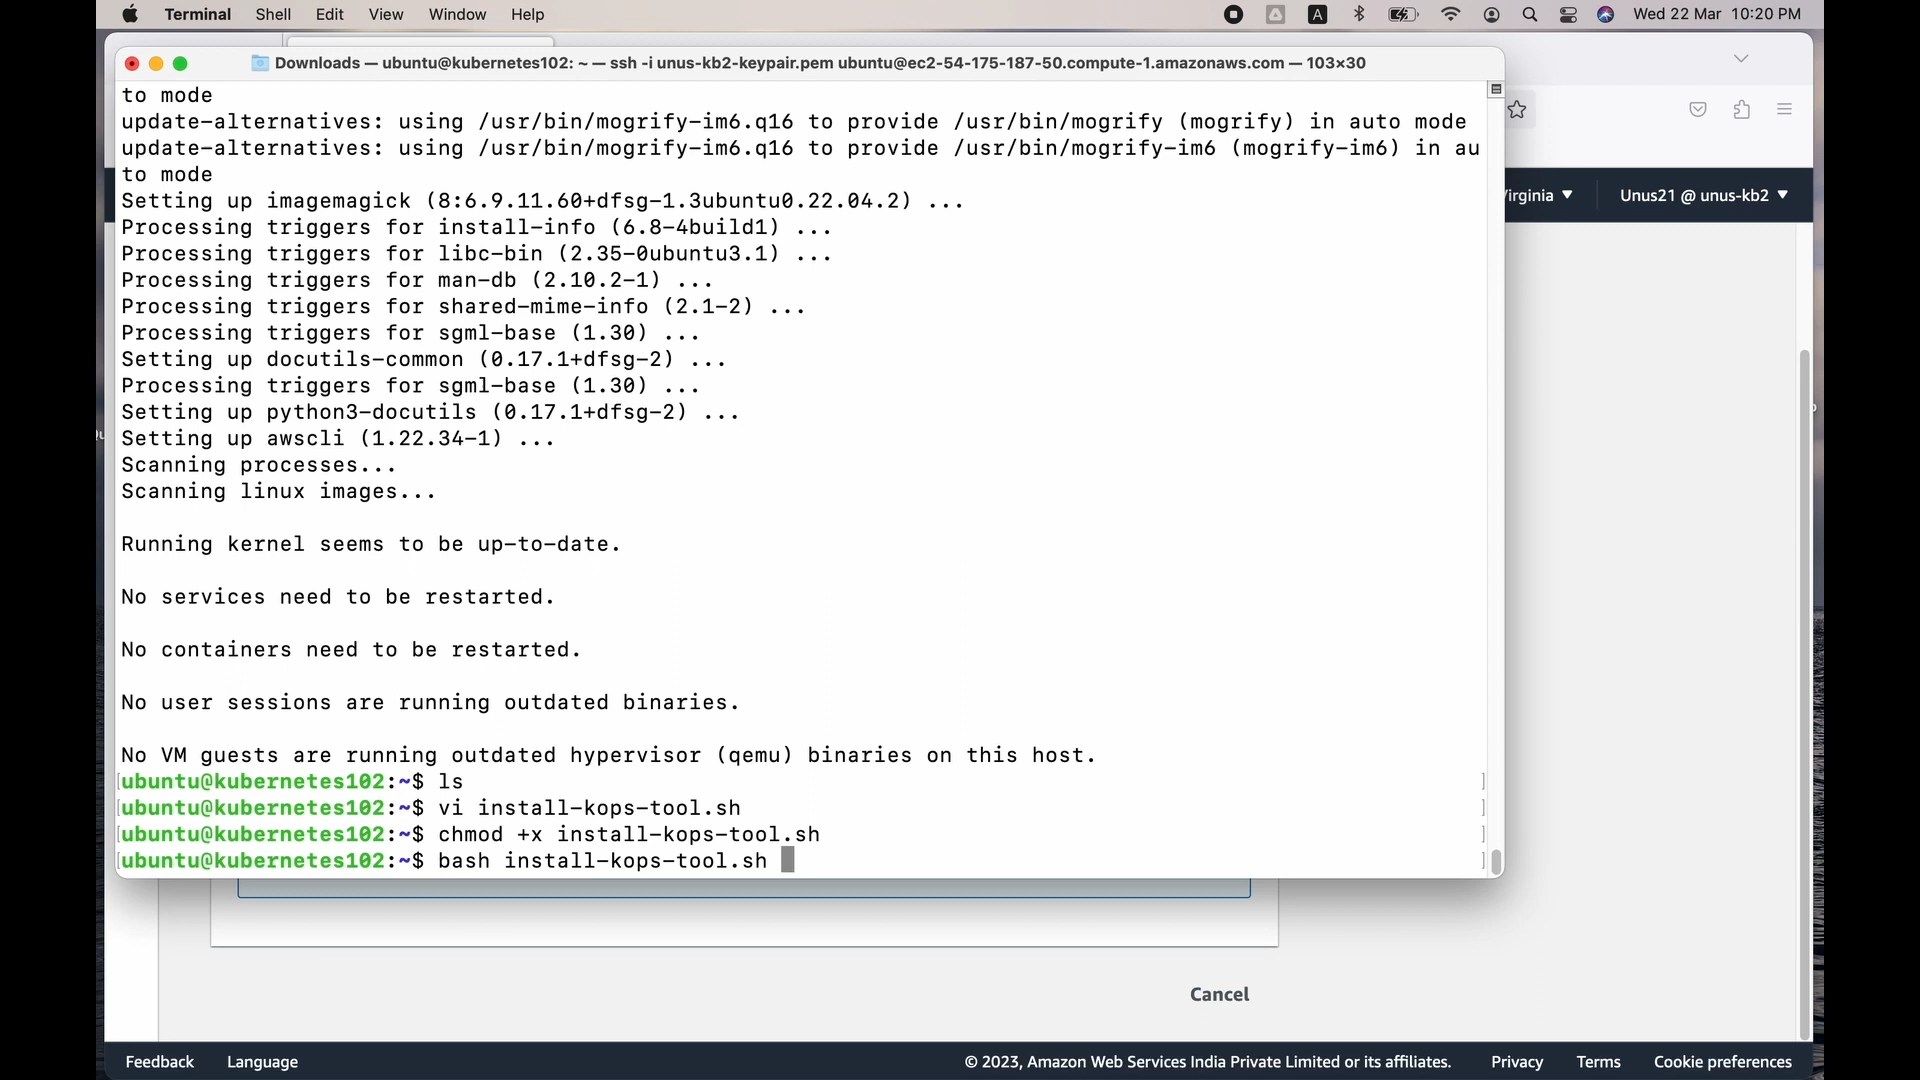 Terminal Shell Edit View Window Help A Wed 22 Mar 10:20 PM
Downloads — ubuntu@kubernetes102: ~ — ssh -i unus-kb2-keypair.pem ubuntu@ec2-54-175-187-50.compute-1.amazonaws.com — 103×30
to mode
update-alternatives: using /usr/bin/mogrify-im6.q16 to provide /usr/bin/mogrify (mogrify) in auto mode
update-alternatives: using /usr/bin/mogrify-im6.q16 to provide /usr/bin/mogrify-im6 (mogrify-im6) in au
to mode
Setting up imagemagick (8:6.9.11.60+dfsg-1.3ubuntu0.22.04.2) ...
Processing triggers for install-info (6.8-4build1) ...
Processing triggers for libc-bin (2.35-0ubuntu3.1) ...
Processing triggers for man-db (2.10.2-1) ...
Processing triggers for shared-mime-info (2.1-2) ...
Processing triggers for sgml-base (1.30) ...
Setting up docutils-common (0.17.1+dfsg-2) ...
Processing triggers for sgml-base (1.30) ...
Setting up python3-docutils (0.17.1+dfsg-2) ...
Setting up awscli (1.22.34-1) ...
Scanning processes...
Scanning linux images...
Running kernel seems to be up-to-date.
No services need to be restarted.
No containers need to be restarted.
No user sessions are running outdated binaries.
No VM guests are running outdated hypervisor (qemu) binaries on this host.
[ubuntu@kubernetes102:~$ ls ]
[ubuntu@kubernetes102:~$ vi install-kops-tool.sh ]
[ubuntu@kubernetes102:~$ chmod +x install-kops-tool.sh ]
[ubuntu@kubernetes102:~$ bash install-kops-tool.sh ]
irginia Unus21 @ unus-kb2
Cancel
Feedback Language © 2023, Amazon Web Services India Private Limited or its affiliates. Privacy Terms Cookie preferences